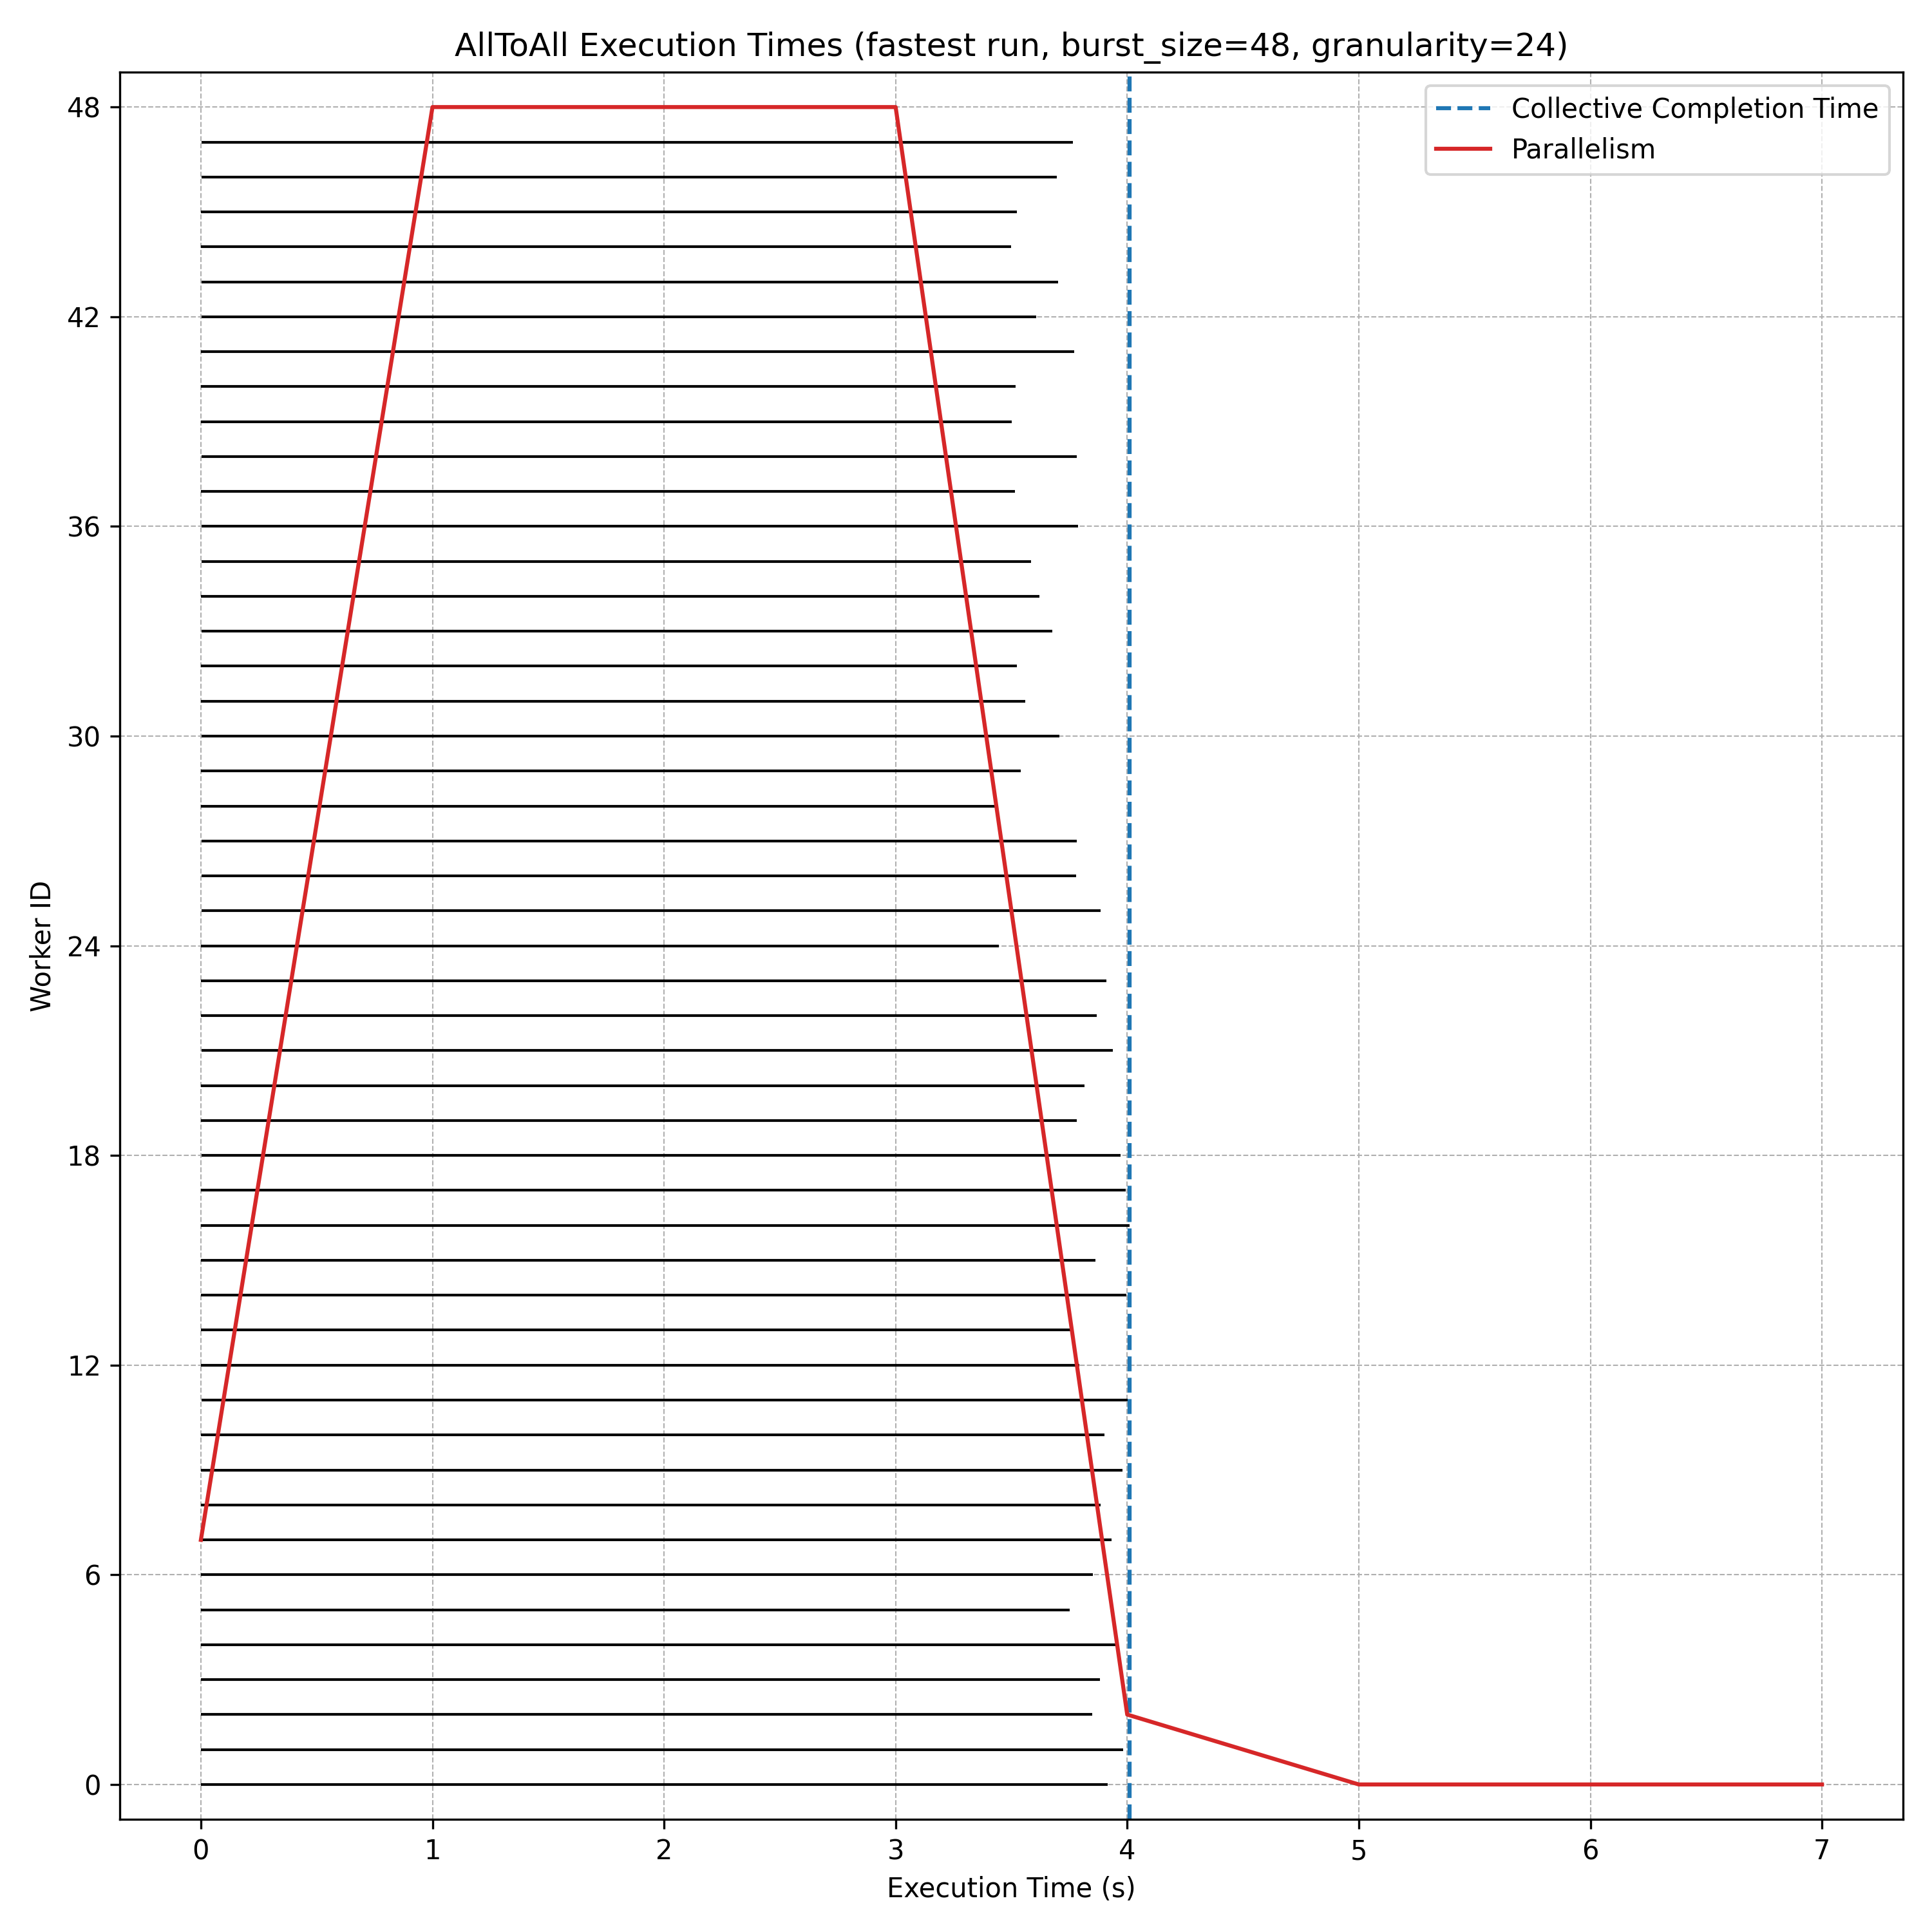 AllToAll Execution Times (fastest run, burst_size=48, granularity=24)
Collective Completion Time
Parallelism
48
42
36
30
24
18
12
6
0
Worker ID
0 1 2 3 4 5 6 7
Execution Time (s)